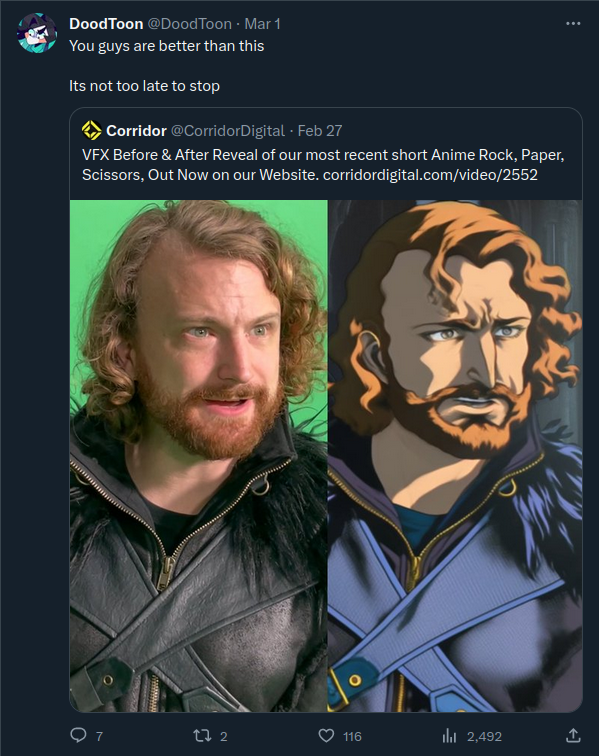 DoodToon @DoodToon · Mar 1
You guys are better than this
Its not too late to stop
Corridor @CorridorDigital · Feb 27
VFX Before & After Reveal of our most recent short Anime Rock, Paper,
Scissors, Out Now on our Website. corridordigital.com/video/2552
7 2 116 2,492